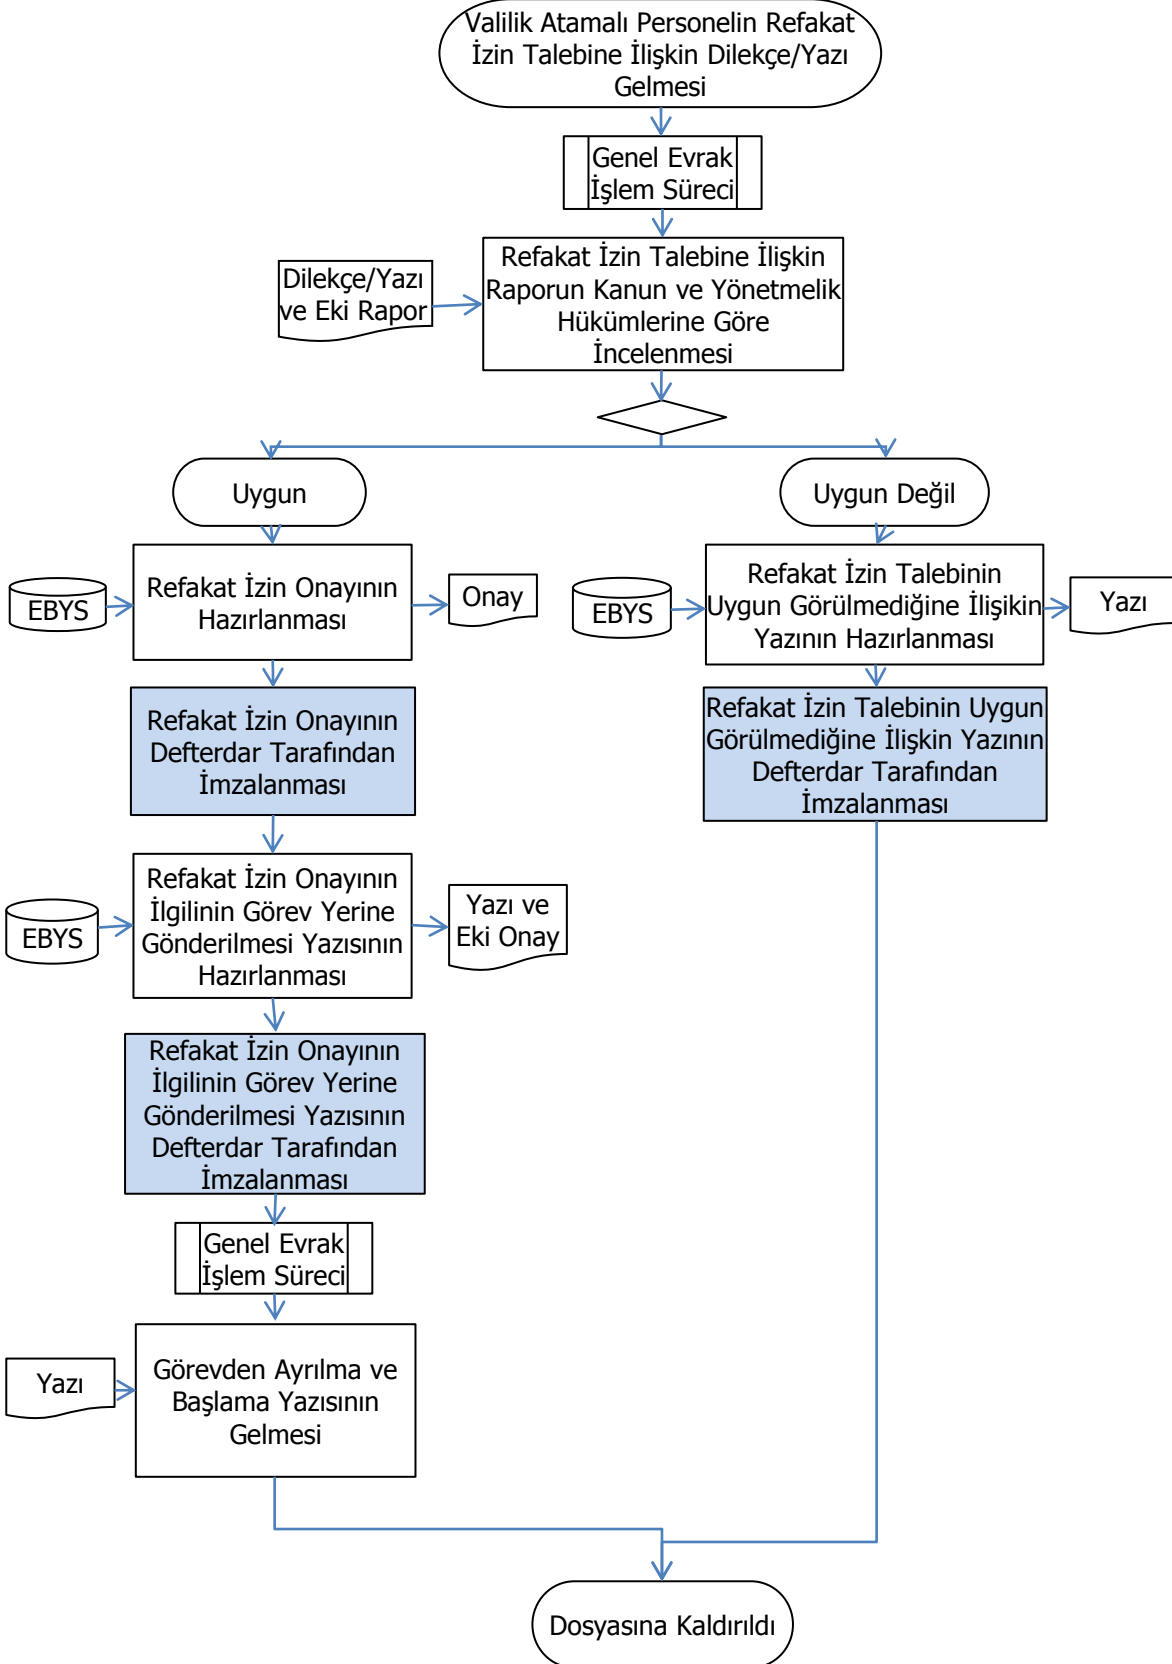 Valilik Atamalı Personelin Refakat
İzin Talebine İlişkin Dilekçe/Yazı
Gelmesi
Genel Evrak
İşlem Süreci
Dilekçe/Yazı
ve Eki Rapor
Refakat İzin Talebine İlişkin
Raporun Kanun ve Yönetmelik
Hükümlerine Göre
İncelenmesi
Uygun
Uygun Değil
EBYS
Refakat İzin Onayının
Hazırlanması
Onay
EBYS
Refakat İzin Talebinin
Uygun Görülmediğine İlişikin
Yazının Hazırlanması
Yazı
Refakat İzin Onayının
Defterdar Tarafından
İmzalanması
Refakat İzin Talebinin Uygun
Görülmediğine İlişkin Yazının
Defterdar Tarafından
İmzalanması
EBYS
Refakat İzin Onayının
İlgilinin Görev Yerine
Gönderilmesi Yazısının
Hazırlanması
Yazı ve
Eki Onay
Refakat İzin Onayının
İlgilinin Görev Yerine
Gönderilmesi Yazısının
Defterdar Tarafından
İmzalanması
Genel Evrak
İşlem Süreci
Yazı
Görevden Ayrılma ve
Başlama Yazısının
Gelmesi
Dosyasına Kaldırıldı